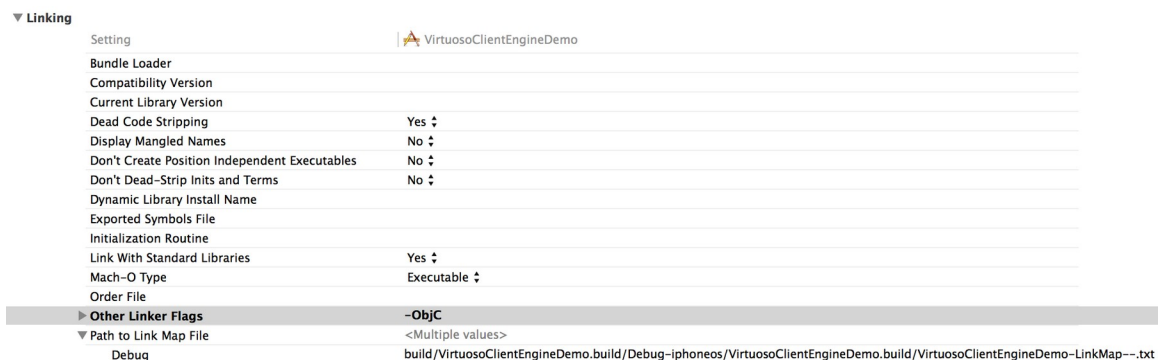 Linking
Setting VirtuosoClientEngineDemo
Bundle Loader
Compatibility Version
Current Library Version
Dead Code Stripping Yes
Display Mangled Names No
Don't Create Position Independent Executables No
Don't Dead-Strip Inits and Terms No
Dynamic Library Install Name
Exported Symbols File
Initialization Routine
Link With Standard Libraries Yes
Mach-O Type Executable
Order File
Other Linker Flags -ObjC
Path to Link Map File <Multiple values>
Debug build/VirtuosoClientEngineDemo.build/Debug-iphoneos/VirtuosoClientEngineDemo.build/VirtuosoClientEngineDemo-LinkMap--.txt